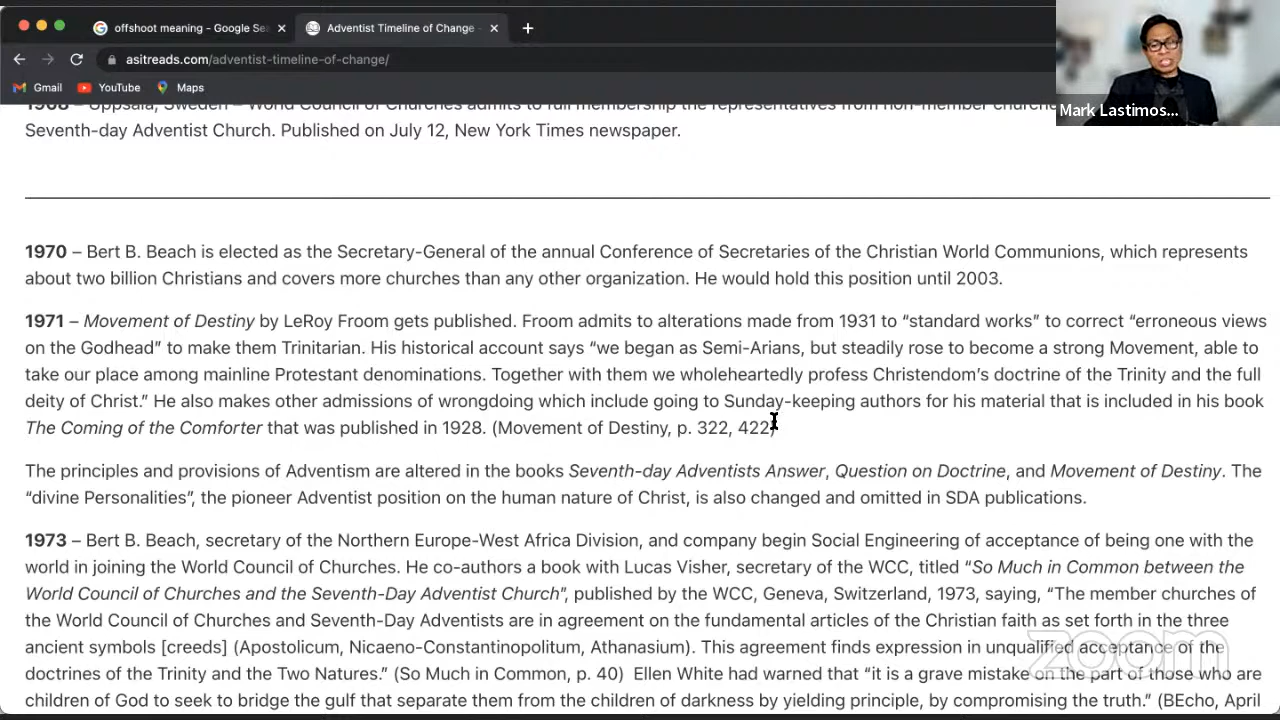 offshoot meaning - Google Se
Adventist Timeline of Change -
asitreads.com/adventist-timeline-of-change/
Gmail YouTube Maps
Mark Lastimos...
1968 – Uppsala, Sweden – World Council of Churches admits to full membership the representatives from non-member
Seventh-day Adventist Church. Published on July 12, New York Times newspaper.
1970 – Bert B. Beach is elected as the Secretary-General of the annual Conference of Secretaries of the Christian World Communions, which represents
about two billion Christians and covers more churches than any other organization. He would hold this position until 2003.
1971 – Movement of Destiny by LeRoy Froom gets published. Froom admits to alterations made from 1931 to “standard works” to correct “erroneous views
on the Godhead” to make them Trinitarian. His historical account says “we began as Semi-Arians, but steadily rose to become a strong Movement, able to
take our place among mainline Protestant denominations. Together with them we wholeheartedly profess Christendom’s doctrine of the Trinity and the full
deity of Christ.” He also makes other admissions of wrongdoing which include going to Sunday-keeping authors for his material that is included in his book
The Coming of the Comforter that was published in 1928. (Movement of Destiny, p. 322, 422)
The principles and provisions of Adventism are altered in the books Seventh-day Adventists Answer, Question on Doctrine, and Movement of Destiny. The
“divine Personalities”, the pioneer Adventist position on the human nature of Christ, is also changed and omitted in SDA publications.
1973 – Bert B. Beach, secretary of the Northern Europe-West Africa Division, and company begin Social Engineering of acceptance of being one with the
world in joining the World Council of Churches. He co-authors a book with Lucas Visher, secretary of the WCC, titled “So Much in Common between the
World Council of Churches and the Seventh-Day Adventist Church”, published by the WCC, Geneva, Switzerland, 1973, saying, “The member churches of
the World Council of Churches and Seventh-Day Adventists are in agreement on the fundamental articles of the Christian faith as set forth in the three
ancient symbols [creeds] (Apostolicum, Nicaeno-Constantinopolitum, Athanasium). This agreement finds expression in unqualified acceptance of the
doctrines of the Trinity and the Two Natures.” (So Much in Common, p. 40) Ellen White had warned that “it is a grave mistake on the part of those who are
children of God to seek to bridge the gulf that separate them from the children of darkness by yielding principle, by compromising the truth.” (BEcho, April
zoom